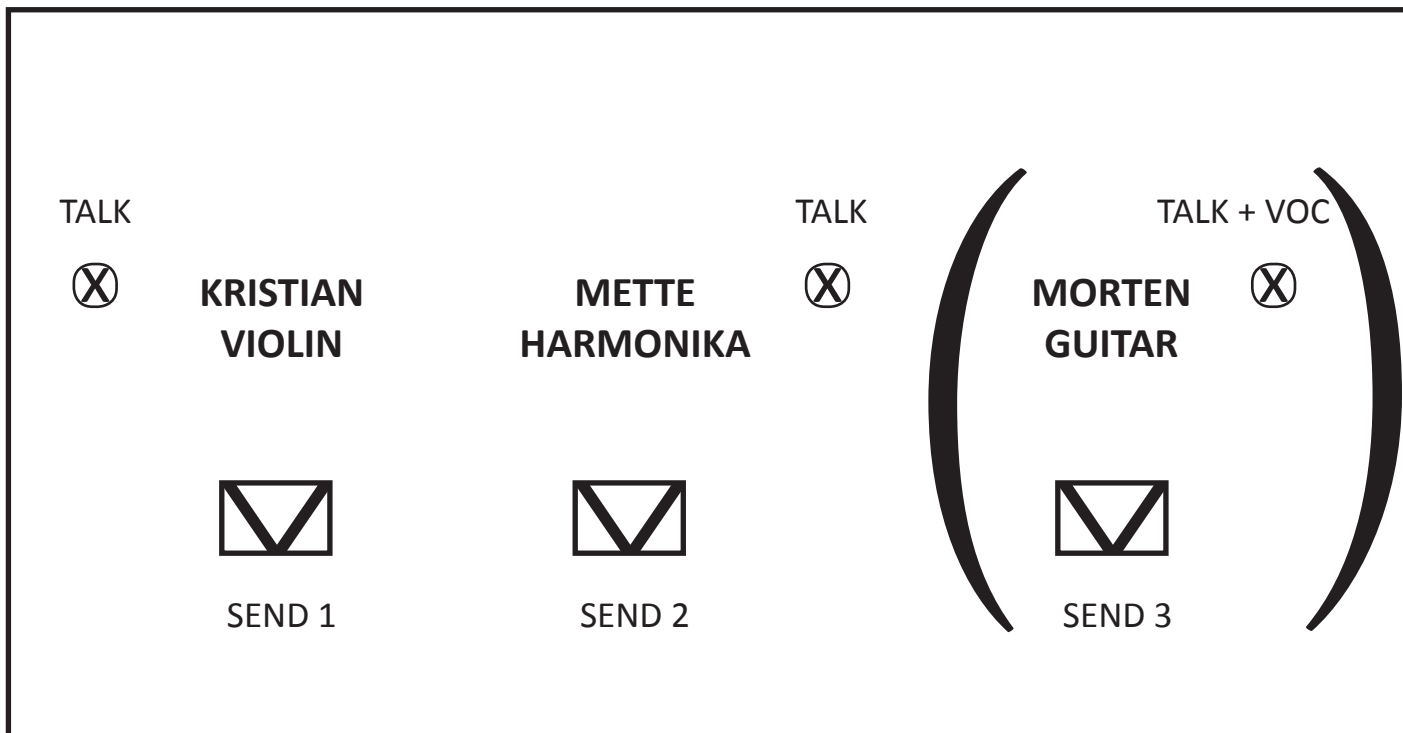 TALK
TALK
TALK + VOC
X
X
X
KRISTIAN
VIOLIN
METTE
HARMONIKA
MORTEN
GUITAR
SEND 1
SEND 2
SEND 3